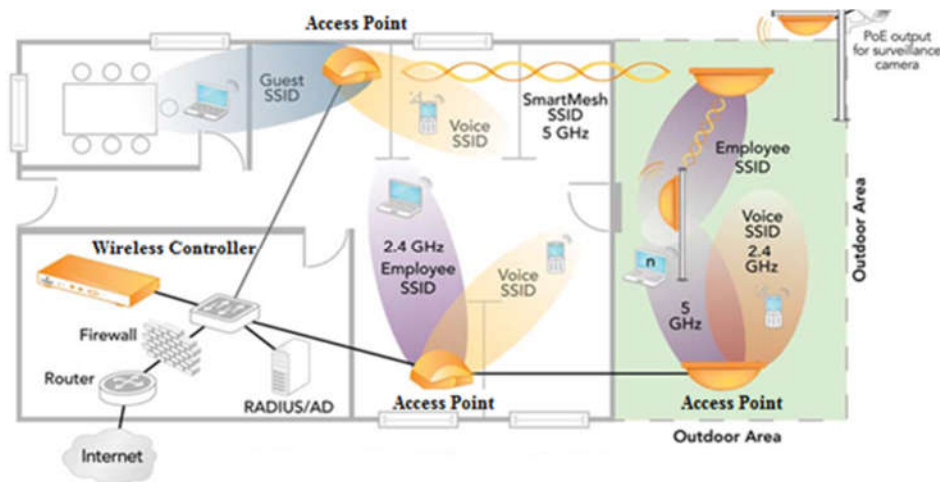 Access Point
PoE output
for surveillance
camera
Guest
SSID
SmartMesh
SSID
5 GHz
Voice
SSID
Employee
SSID
Outdoor Area
Wireless Controller
2.4 GHz
Employee
SSID
Voice
SSID
Voice
SSID
2.4
GHz
n
5
GHz
Firewall
Router
RADIUS/AD
Internet
Access Point
Access Point
Outdoor Area